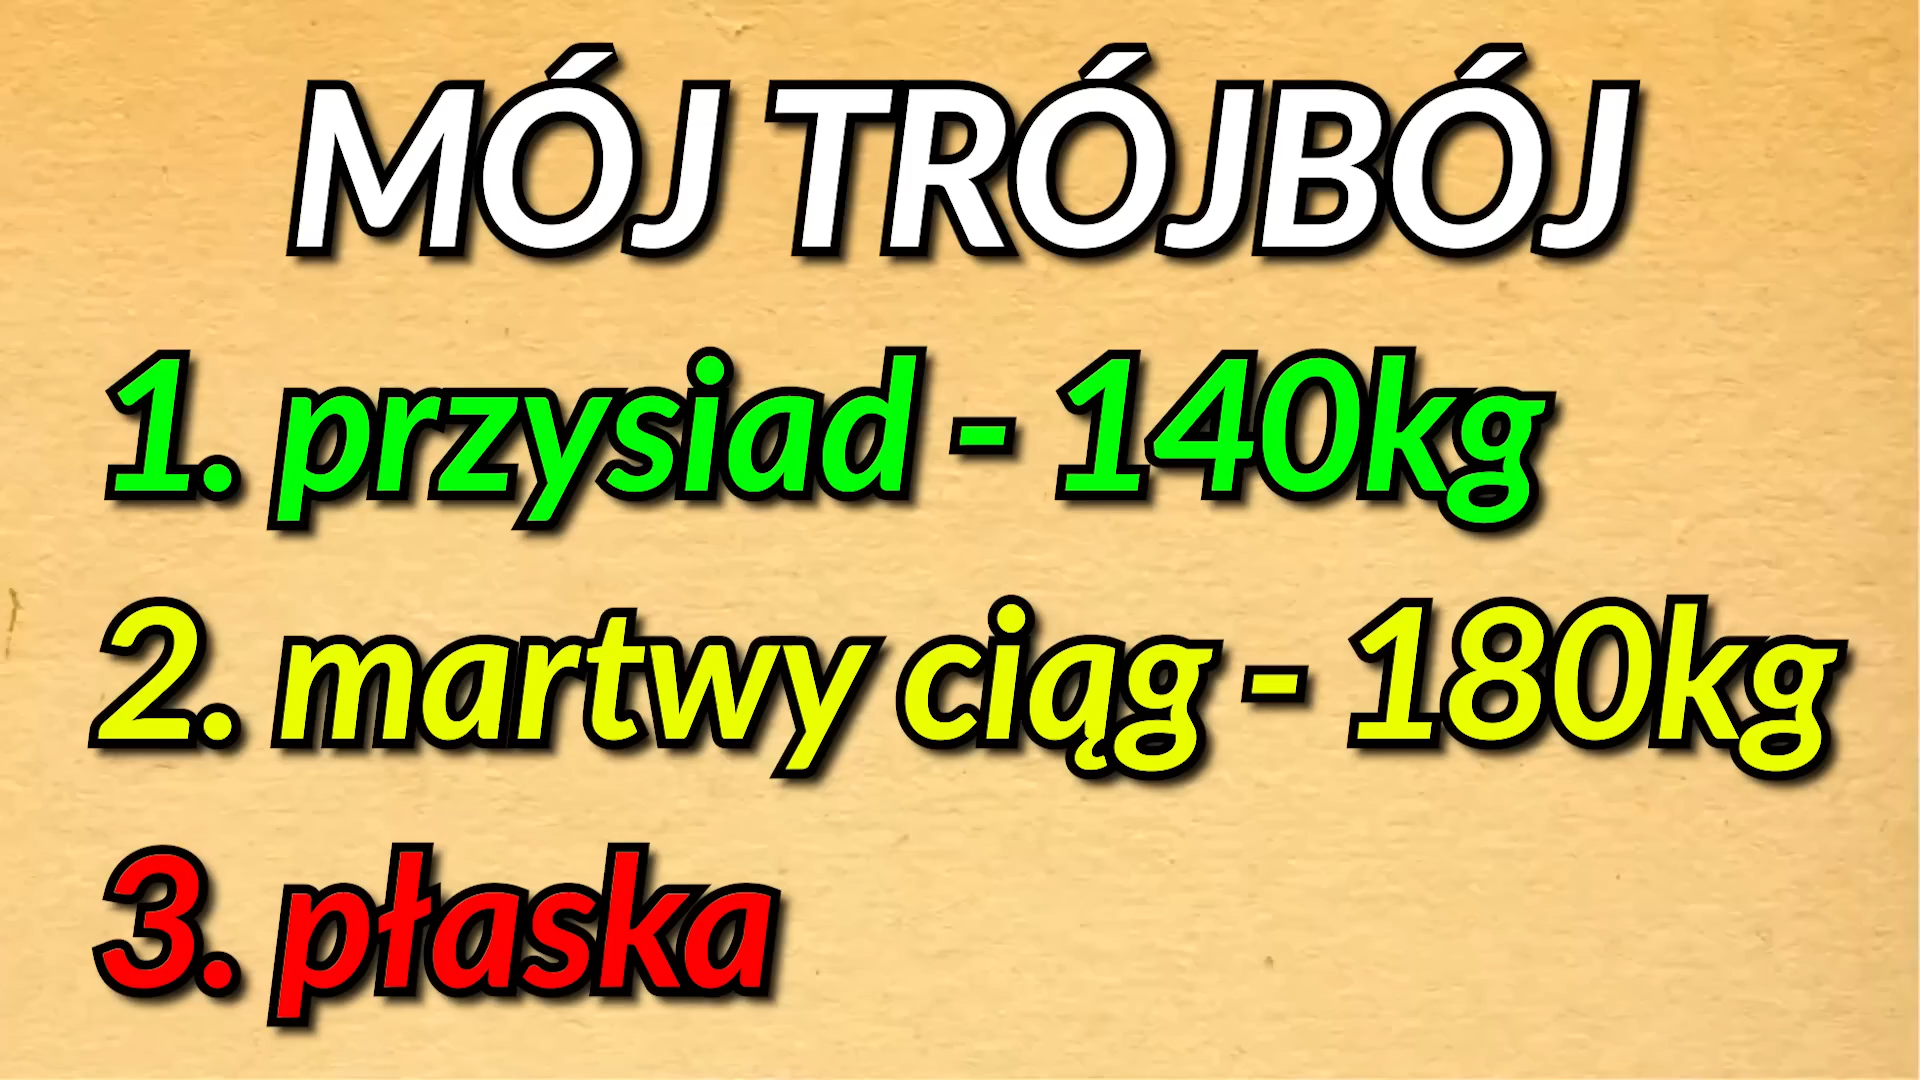 MÓJ TRÓJBÓJ
1. przysiad - 140kg
2. martwy ciąg - 180kg
3. płaska